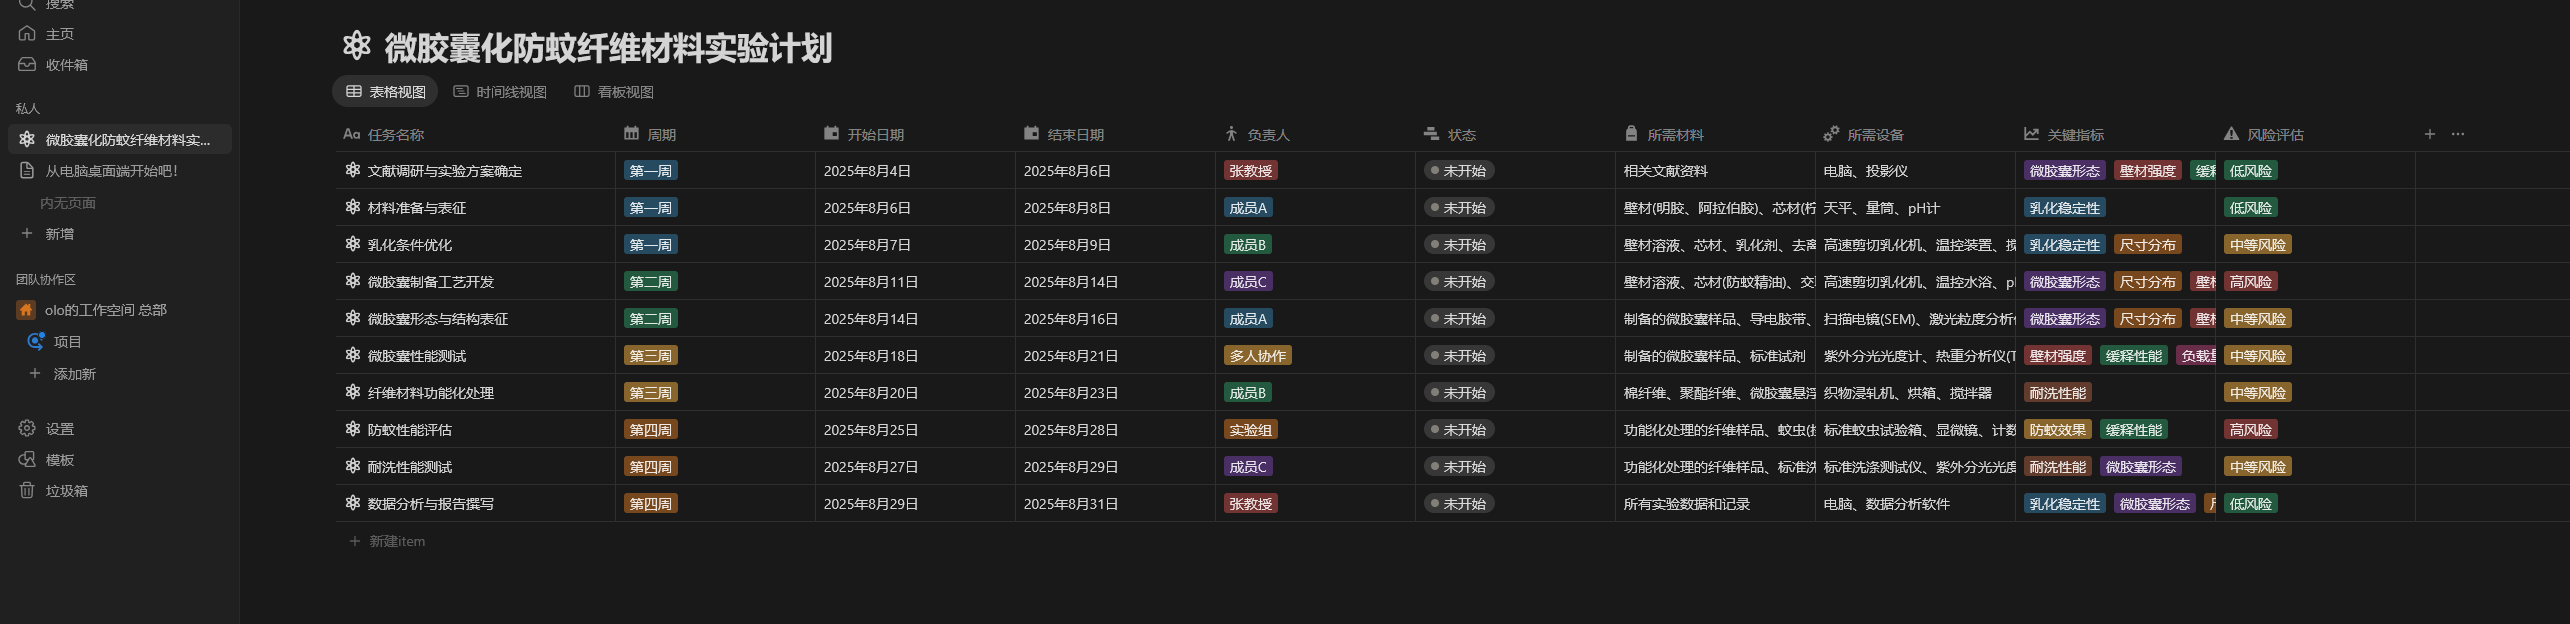 搜索
主页
收件箱
私人
微胶囊化防蚊纤维材料实...
从电脑桌面端开始吧!
内无页面
新增
团队协作区
olo的工作空间 总部
项目
添加新
设置
模板
垃圾箱
微胶囊化防蚊纤维材料实验计划
表格视图 时间线视图 看板视图
Aa 任务名称 周期 开始日期 结束日期 负责人 状态 所需材料 所需设备 关键指标 风险评估
文献调研与实验方案确定 第一周 2025年8月4日 2025年8月6日 张教授 未开始 相关文献资料 电脑、投影仪 微胶囊形态 壁材强度 缓 低风险
材料准备与表征 第一周 2025年8月6日 2025年8月8日 成员A 未开始 壁材(明胶、阿拉伯胶)、芯材(柠 天平、量筒、pH计 乳化稳定性 低风险
乳化条件优化 第一周 2025年8月7日 2025年8月9日 成员B 未开始 壁材溶液、芯材、乳化剂、去离 高速剪切乳化机、温控装置、搅 乳化稳定性 尺寸分布 中等风险
微胶囊制备工艺开发 第二周 2025年8月11日 2025年8月14日 成员C 未开始 壁材溶液、芯材(防蚊精油)、交 高速剪切乳化机、温控水浴、p 微胶囊形态 尺寸分布 壁材 高风险
微胶囊形态与结构表征 第二周 2025年8月14日 2025年8月16日 成员A 未开始 制备的微胶囊样品、导电胶带、 扫描电镜(SEM)、激光粒度分析 微胶囊形态 尺寸分布 壁材 中等风险
微胶囊性能测试 第三周 2025年8月18日 2025年8月21日 多人协作 未开始 制备的微胶囊样品、标准试剂 紫外分光光度计、热重分析仪(T 壁材强度 缓释性能 负载量 中等风险
纤维材料功能化处理 第三周 2025年8月20日 2025年8月23日 成员B 未开始 棉纤维、聚酯纤维、微胶囊悬浮 织物浸轧机、烘箱、搅拌器 耐洗性能 中等风险
防蚊性能评估 第四周 2025年8月25日 2025年8月28日 实验组 未开始 功能化处理的纤维样品、蚊虫( 标准蚊虫试验箱、显微镜、计数 防蚊效果 缓释性能 高风险
耐洗性能测试 第四周 2025年8月27日 2025年8月29日 成员C 未开始 功能化处理的纤维样品、标准洗 标准洗涤测试仪、紫外分光光度 耐洗性能 微胶囊形态 中等风险
数据分析与报告撰写 第四周 2025年8月29日 2025年8月31日 张教授 未开始 所有实验数据和记录 电脑、数据分析软件 乳化稳定性 微胶囊形态 低风险
新建item